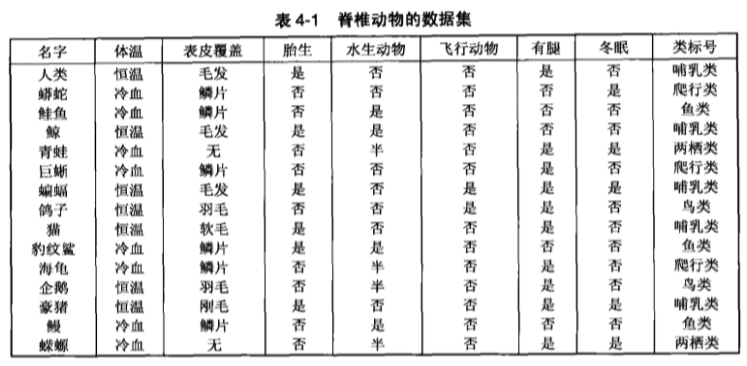 表 4-1 脊椎动物的数据集
名字 体温 表皮覆盖 胎生 水生动物 飞行动物 有腿 冬眠 类标号
人类 恒温 毛发 是 否 否 是 否 哺乳类
蟒蛇 冷血 鳞片 否 否 否 否 是 爬行类
鲑鱼 冷血 鳞片 否 是 否 否 否 鱼类
鲸 恒温 毛发 是 是 否 否 否 哺乳类
青蛙 冷血 无 否 半 否 是 是 两栖类
巨蜥 冷血 鳞片 否 否 否 是 否 爬行类
蝙蝠 恒温 毛发 是 否 是 是 是 哺乳类
鸽子 恒温 羽毛 否 否 是 是 否 鸟类
猫 恒温 软毛 是 否 否 是 否 哺乳类
豹纹鲨 冷血 鳞片 是 是 否 否 否 鱼类
海龟 冷血 鳞片 否 半 否 是 否 爬行类
企鹅 恒温 羽毛 否 半 否 是 否 鸟类
豪猪 恒温 刚毛 是 否 否 是 是 哺乳类
鳗 冷血 鳞片 否 是 否 否 否 鱼类
蝾螈 冷血 无 否 半 否 是 是 两栖类